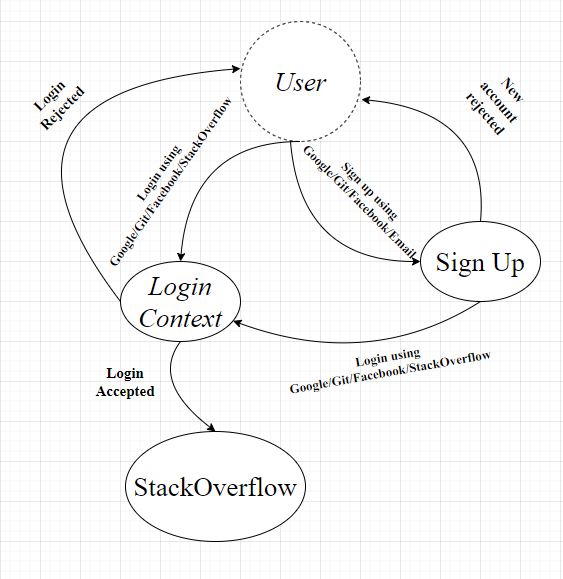 User
Login
Rejected
New
account
rejected
Login using
Google/Git/Facebook/StackOverflow
Sign up using
Google/Git/Facebook/Email
Login
Context
Sign Up
Login using
Google/Git/Facebook/StackOverflow
Login
Accepted
StackOverflow